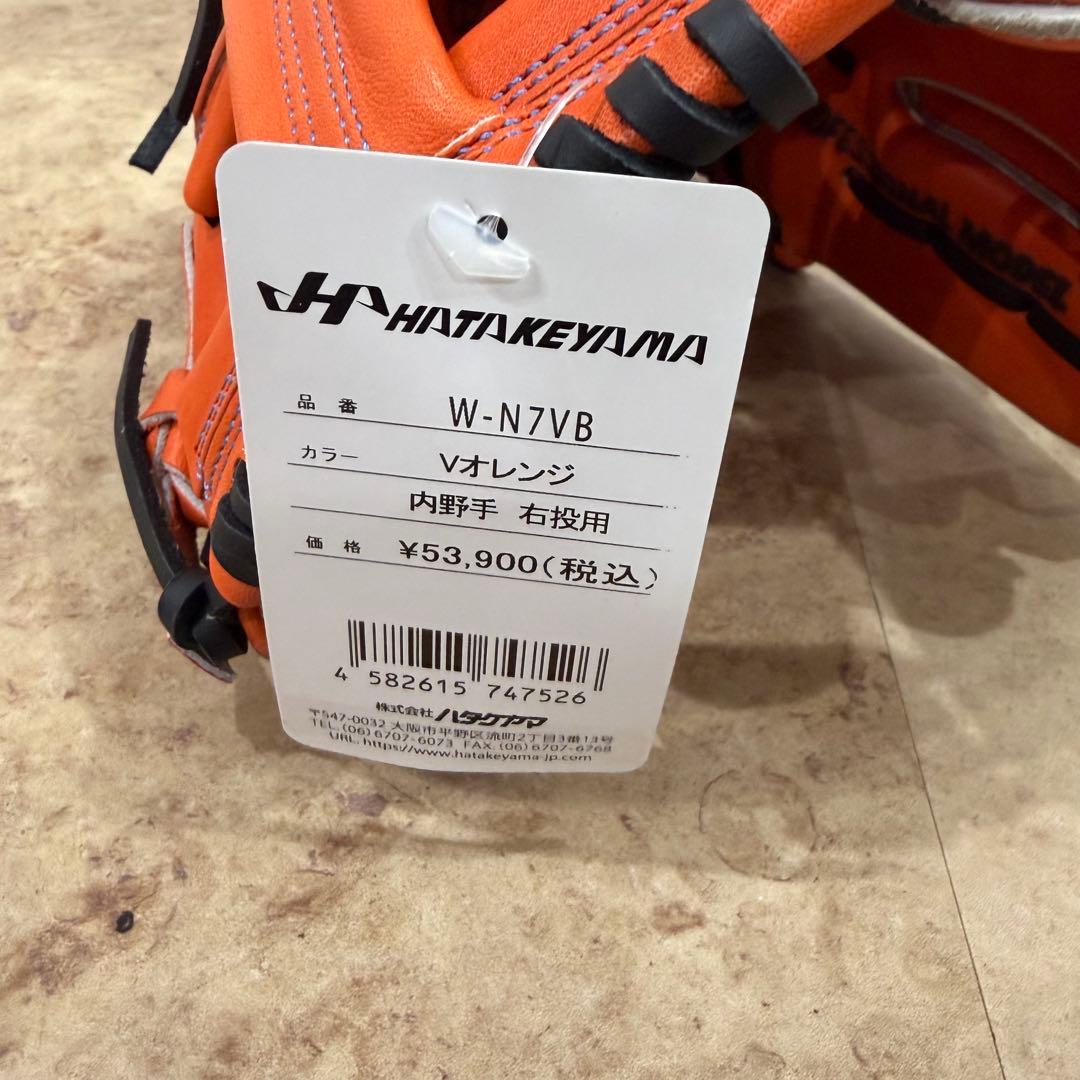 HATAKEYAMA
品番 W-N7VB
カラー Vオレンジ
内野手 右投用
価格 ¥53,900(税込)
4 582615 747526
株式会社 ハタケヤマ
〒547-0032 大阪市平野区流町2丁目3番13号
TEL.(06)6707-6073 FAX.(06)6707-6768
URL. https://www.hatakeyama-jp.com
MODEL